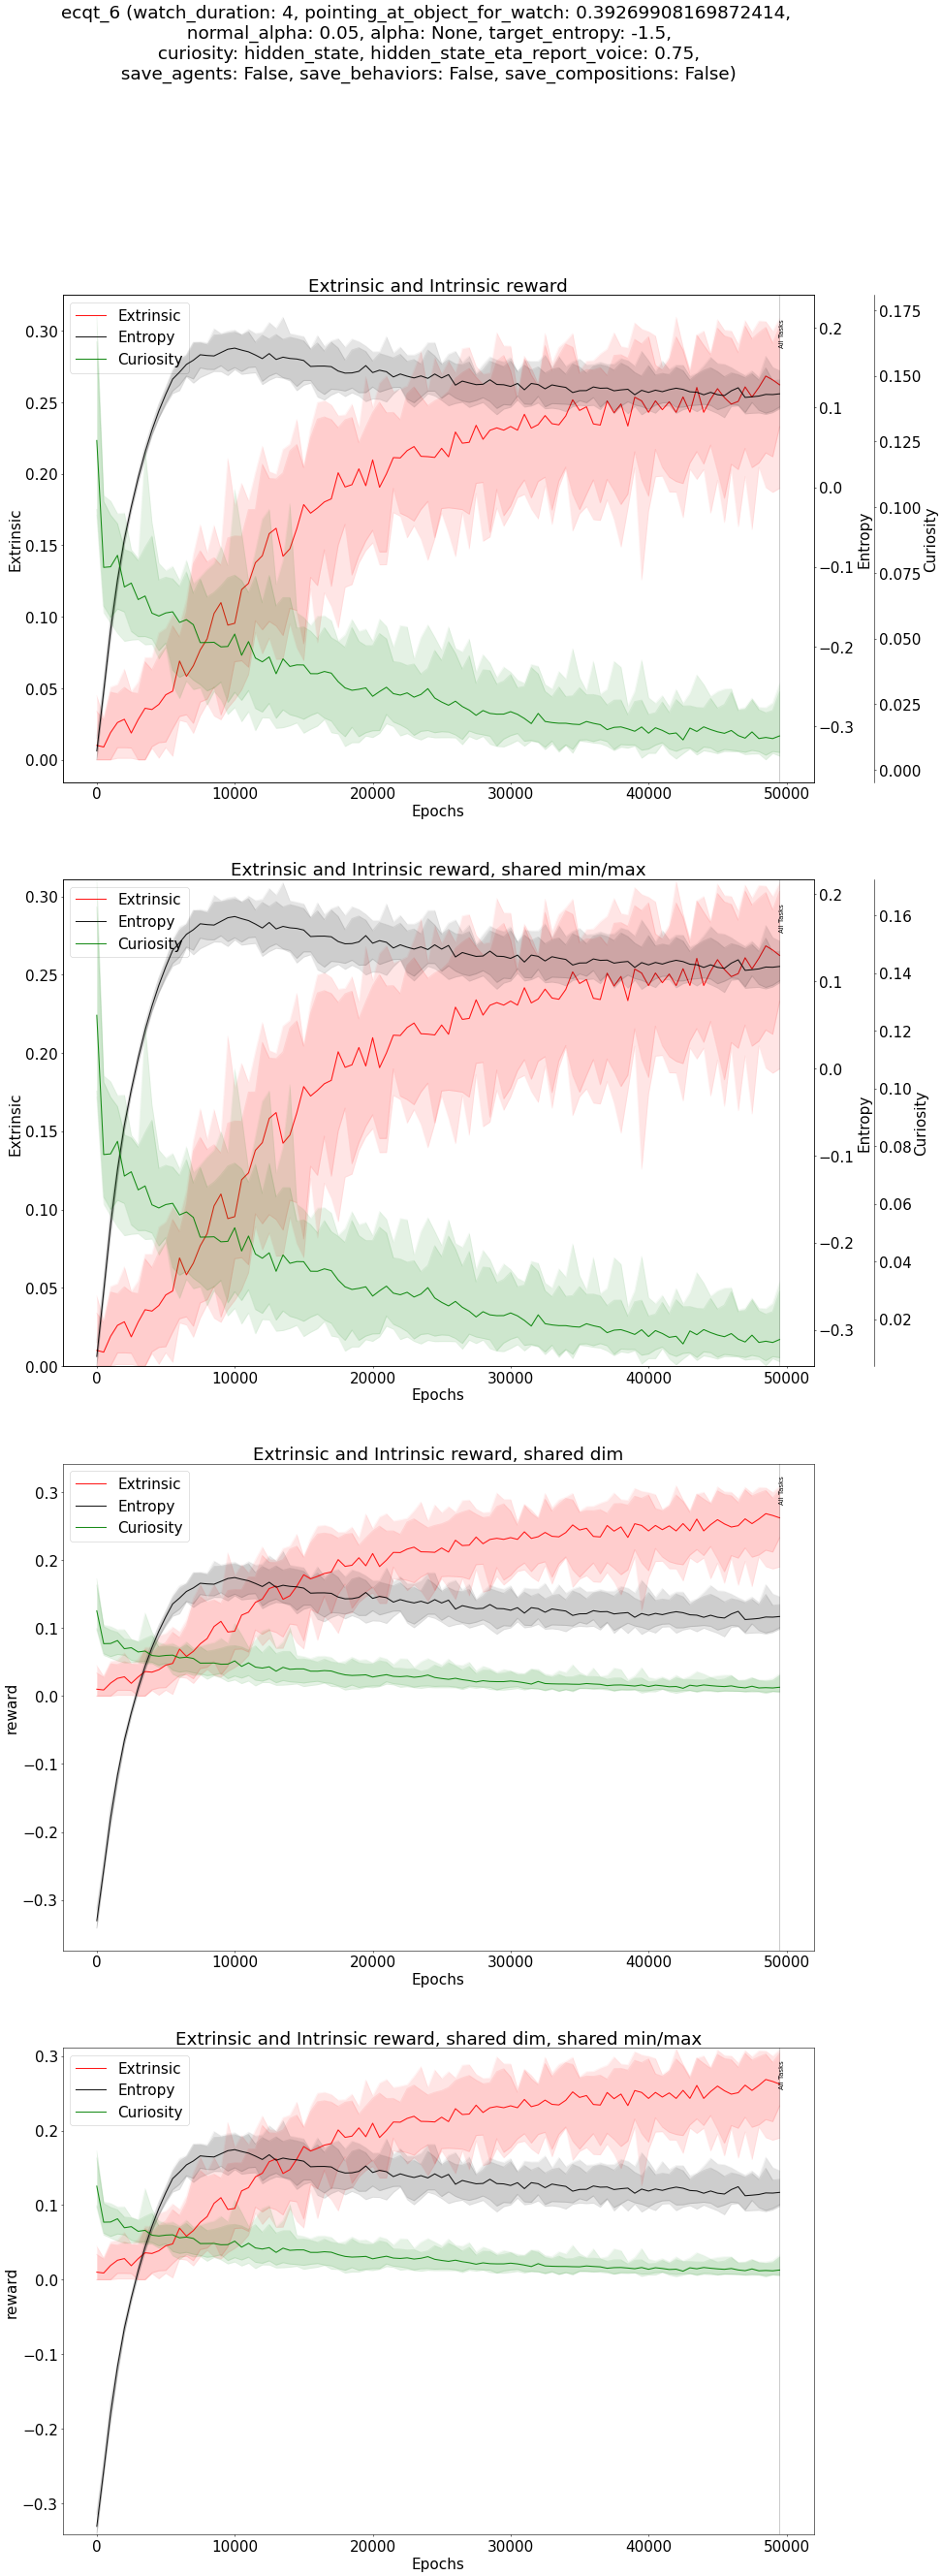 ecqt_6 (watch_duration: 4, pointing_at_object_for_watch: 0.39269908169872414,
normal_alpha: 0.05, alpha: None, target_entropy: -1.5,
curiosity: hidden_state, hidden_state_eta_report_voice: 0.75,
save_agents: False, save_behaviors: False, save_compositions: False)
Extrinsic and Intrinsic reward
Extrinsic
Entropy
Curiosity
All Tasks
0.30
0.25
0.20
0.15
0.10
0.05
0.00
Extrinsic
0.2
0.1
0.0
−0.1
−0.2
−0.3
Entropy
0.175
0.150
0.125
0.100
0.075
0.050
0.025
0.000
Curiosity
0 10000 20000 30000 40000 50000
Epochs
Extrinsic and Intrinsic reward, shared min/max
Extrinsic
Entropy
Curiosity
All Tasks
0.30
0.25
0.20
0.15
0.10
0.05
0.00
Extrinsic
0.2
0.1
0.0
−0.1
−0.2
−0.3
Entropy
0.16
0.14
0.12
0.10
0.08
0.06
0.04
0.02
Curiosity
0 10000 20000 30000 40000 50000
Epochs
Extrinsic and Intrinsic reward, shared dim
Extrinsic
Entropy
Curiosity
All Tasks
0.3
0.2
0.1
0.0
−0.1
−0.2
−0.3
reward
0 10000 20000 30000 40000 50000
Epochs
Extrinsic and Intrinsic reward, shared dim, shared min/max
Extrinsic
Entropy
Curiosity
All Tasks
0.3
0.2
0.1
0.0
−0.1
−0.2
−0.3
reward
0 10000 20000 30000 40000 50000
Epochs